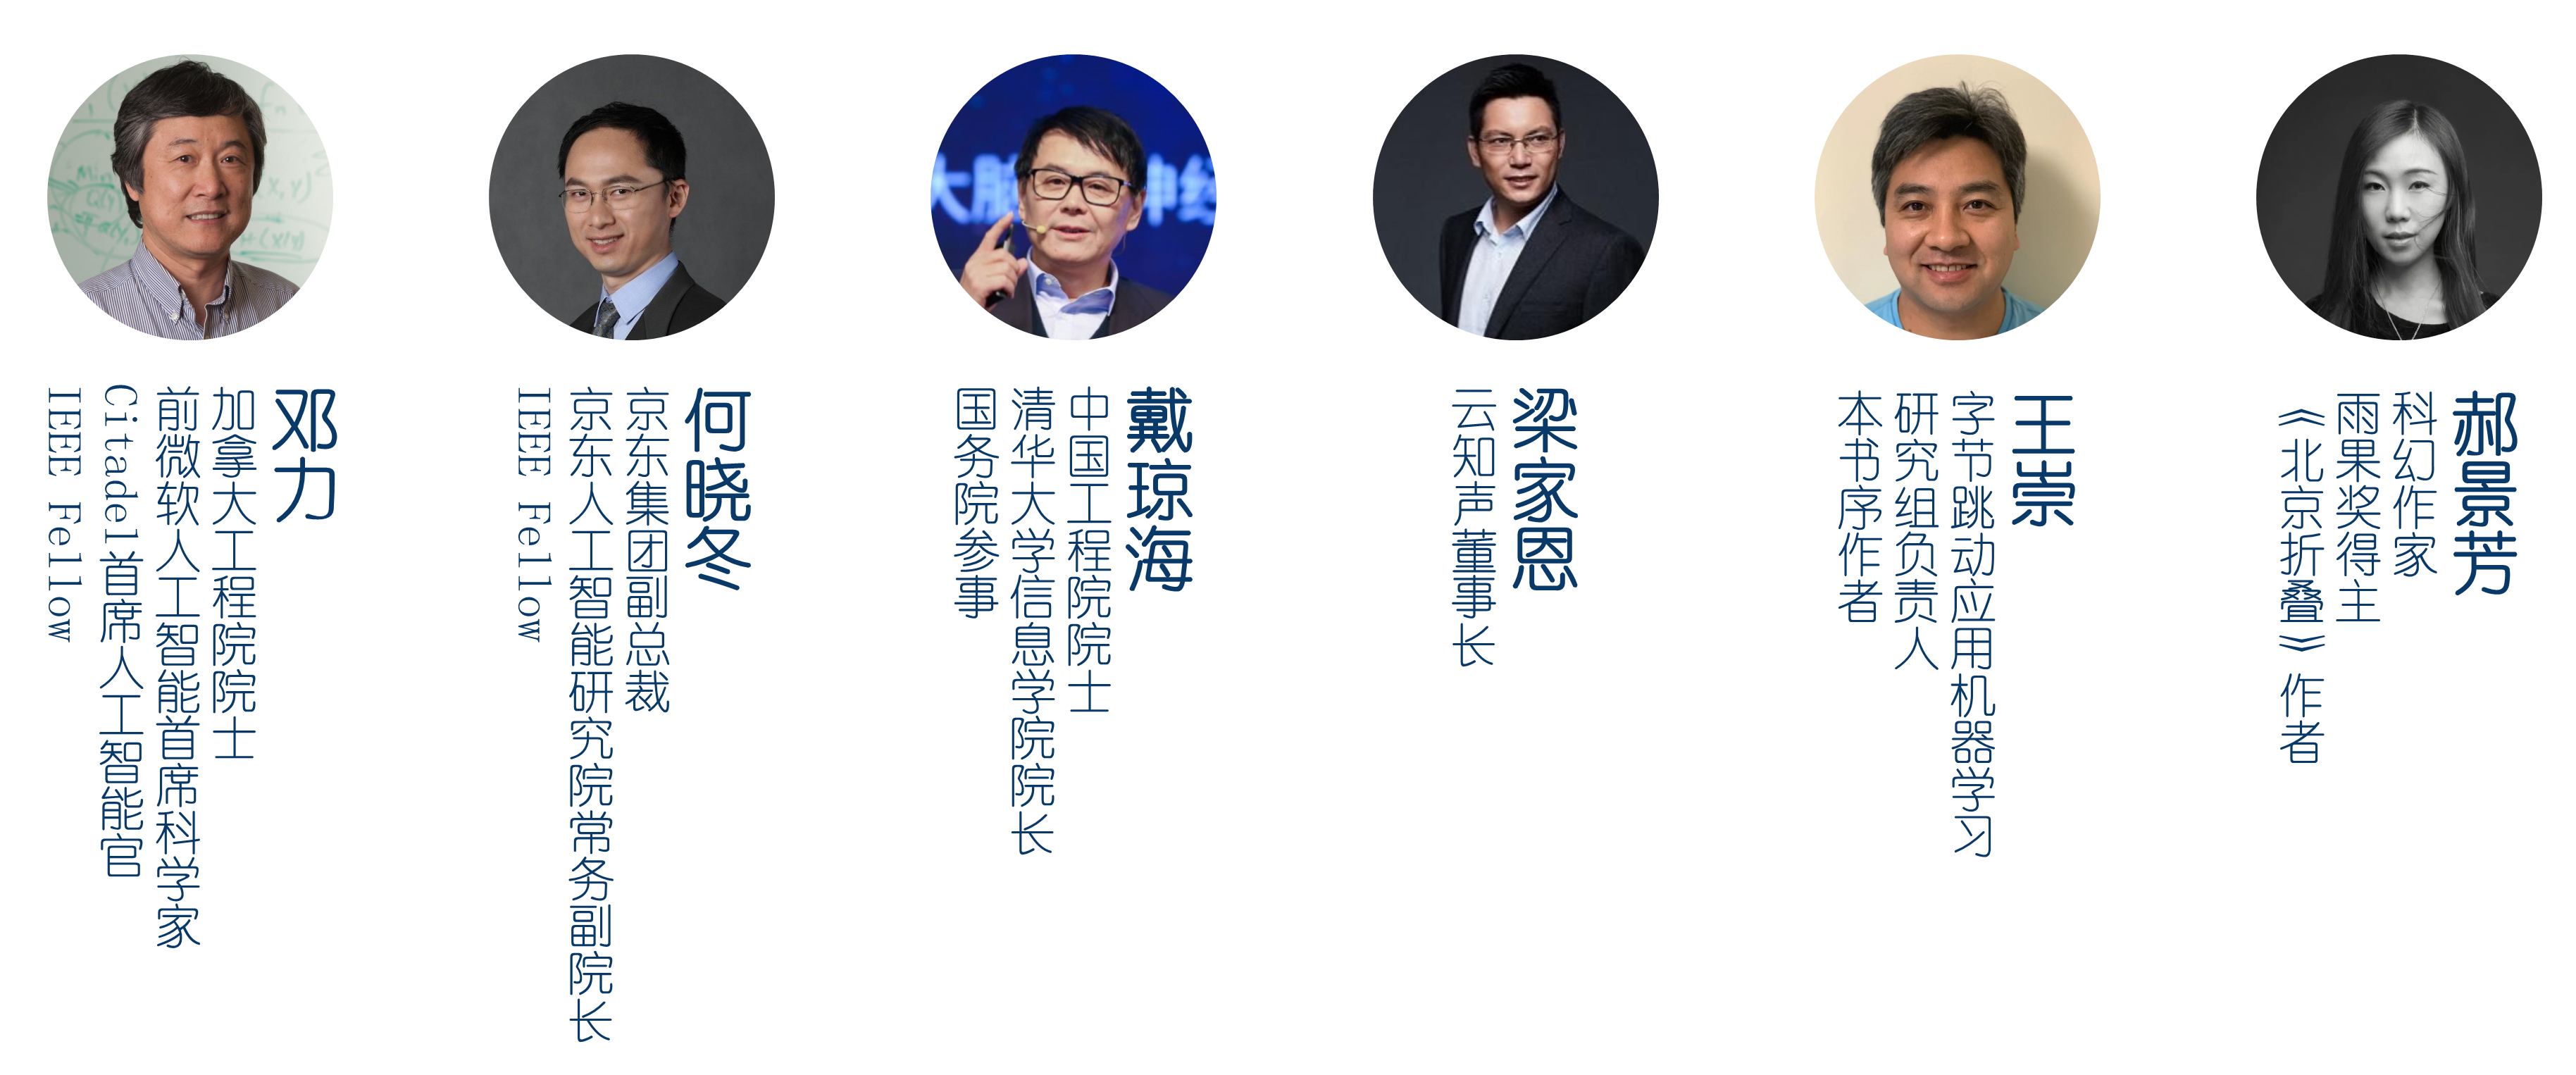 邓力
加拿大工程院院士
前微软人工智能首席科学家
Citadel首席人工智能官
IEEE Fellow
何晓冬
京东集团副总裁
京东人工智能研究院常务副院长
IEEE Fellow
戴琼海
中国工程院院士
清华大学信息学院院长
国务院参事
梁家恩
云知声董事长
王崇
字节跳动应用机器学习
研究组负责人
本书序作者
郝景芳
科幻作家
雨果奖得主
《北京折叠》作者